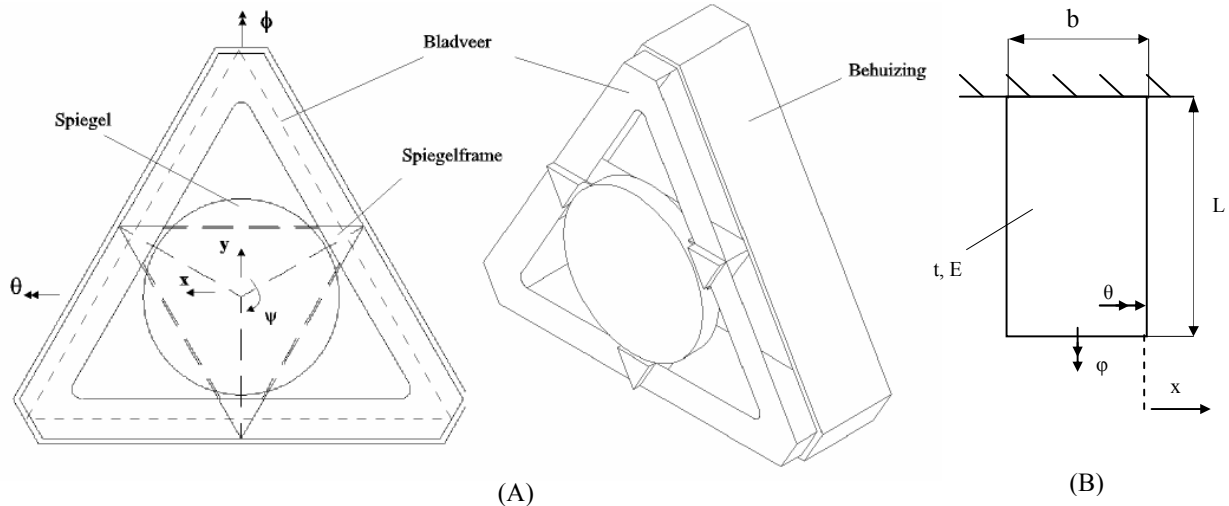 ϕ
Bladveer
Behuizing
Spiegel
Spiegelframe
y
x
θ
ψ
(A)
b
L
t, E
θ
φ
x
(B)